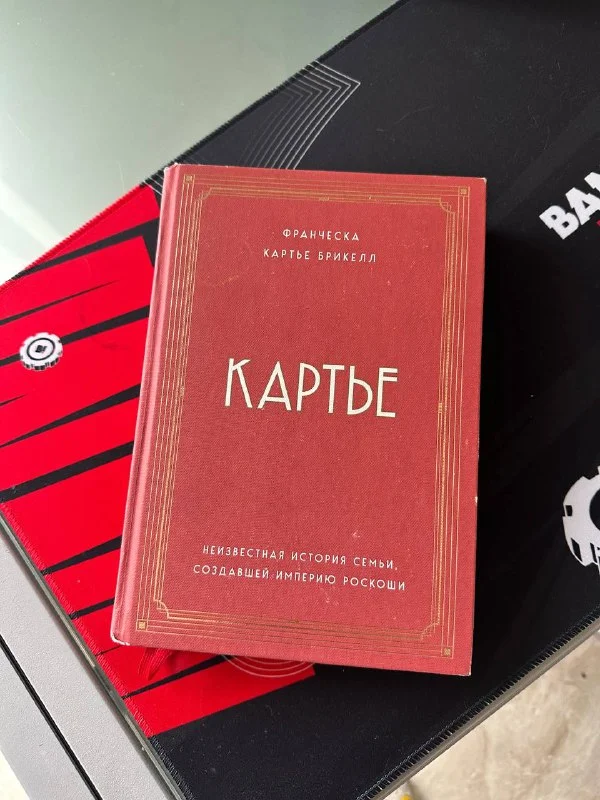 ФРАНЧЕСКА
КАРТЬЕ БРИКЕЛЛ
КАРТЬЕ
НЕИЗВЕСТНАЯ ИСТОРИЯ СЕМЬИ,
СОЗДАВШЕЙ ИМПЕРИЮ РОСКОШИ